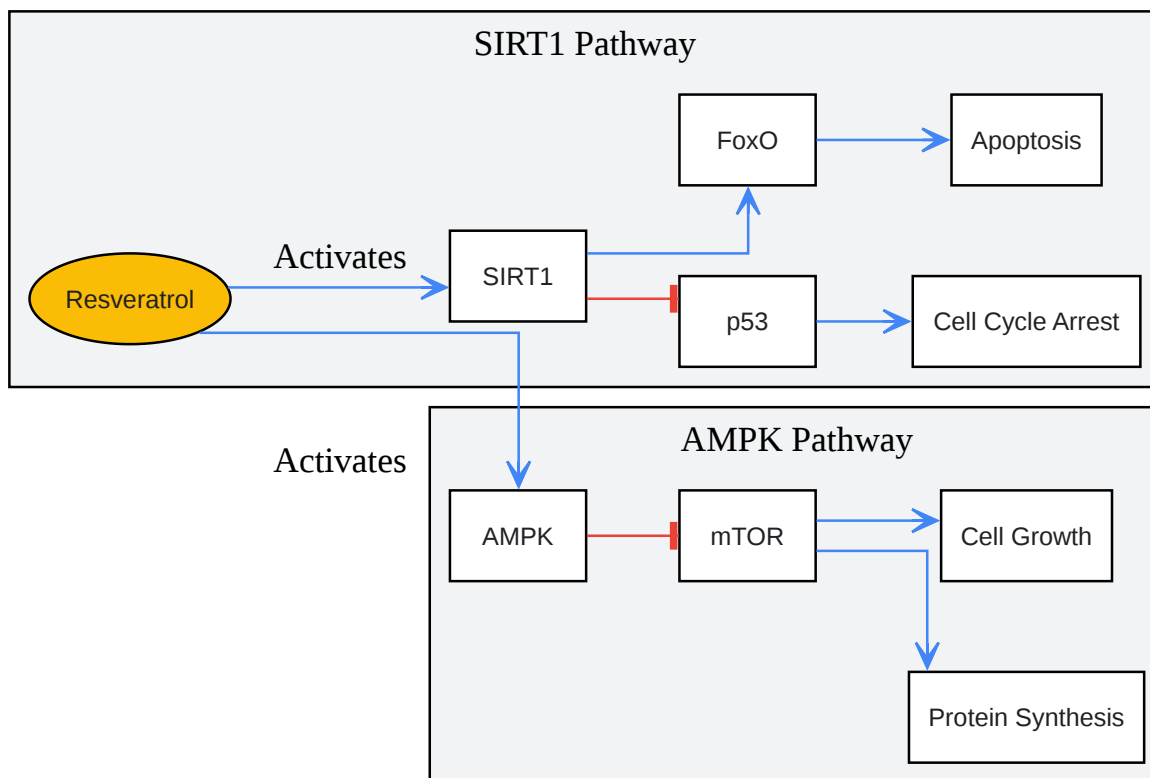 SIRT1 Pathway
FoxO
Apoptosis
Activates
SIRT1
Resveratrol
p53
Cell Cycle Arrest
AMPK Pathway
Activates
AMPK
mTOR
Cell Growth
Protein Synthesis